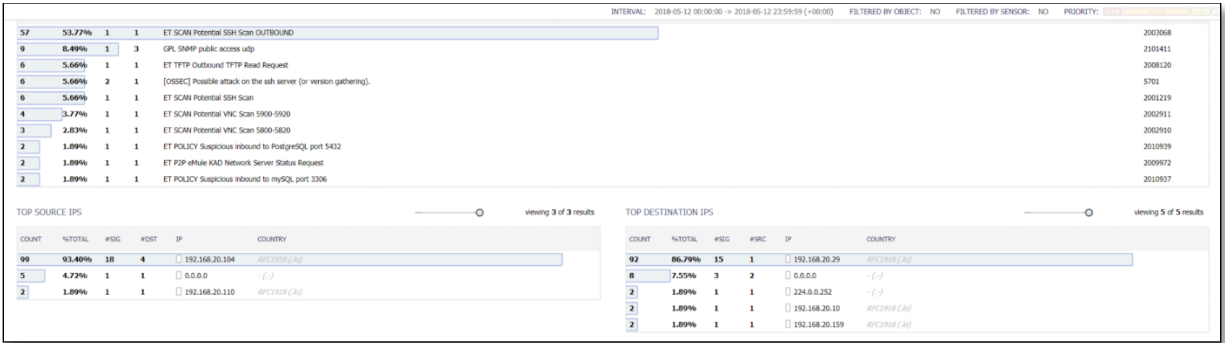 INTERVAL: 2018-05-12 00:00:00 -> 2018-05-12 23:59:59 (+00:00) FILTERED BY OBJECT: NO FILTERED BY SENSOR: NO PRIORITY:
57 53.77% 1 1 ET SCAN Potential SSH Scan OUTBOUND 2003068
9 8.49% 1 3 GPL SNMP public access udp 2101411
6 5.66% 1 1 ET TFTP Outbound TFTP Read Request 2008120
6 5.66% 2 1 [OSSEC] Possible attack on the ssh server (or version gathering). 5701
6 5.66% 1 1 ET SCAN Potential SSH Scan 2001219
4 3.77% 1 1 ET SCAN Potential VNC Scan 5900-5920 2002911
3 2.83% 1 1 ET SCAN Potential VNC Scan 5800-5820 2002910
2 1.89% 1 1 ET POLICY Suspicious inbound to PostgreSQL port 5432 2010939
2 1.89% 1 1 ET P2P eMule KAD Network Server Status Request 2009972
2 1.89% 1 1 ET POLICY Suspicious inbound to mySQL port 3306 2010937
TOP SOURCE IPS viewing 3 of 3 results
COUNT %TOTAL #SIG #DST IP COUNTRY
99 93.40% 18 4 192.168.20.104 RFC1918 (.lo)
5 4.72% 1 1 0.0.0.0 - (-)
2 1.89% 1 1 192.168.20.110 RFC1918 (.lo)
TOP DESTINATION IPS viewing 5 of 5 results
COUNT %TOTAL #SIG #SRC IP COUNTRY
92 86.79% 15 1 192.168.20.29 RFC1918 (.lo)
8 7.55% 3 2 0.0.0.0 - (-)
2 1.89% 1 1 224.0.0.252 - (-)
2 1.89% 1 1 192.168.20.10 RFC1918 (.lo)
2 1.89% 1 1 192.168.20.159 RFC1918 (.lo)